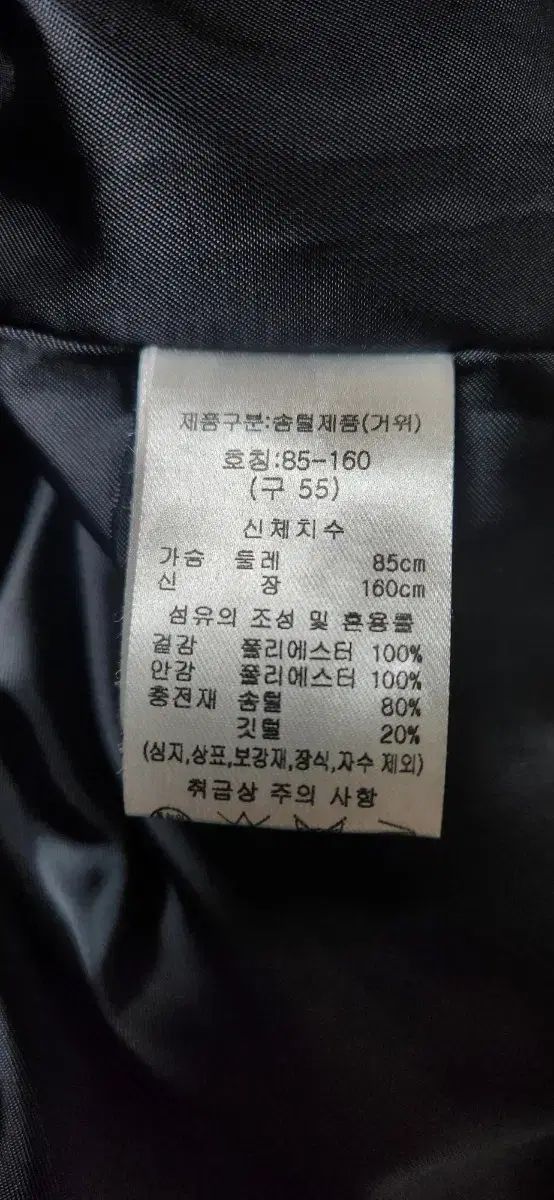 제품구분:솜털제품(거위)
호칭:85-160
(구 55)
신체치수
가슴 둘레 85cm
신 장 160cm
섬유의 조성 및 혼용률
겉감 폴리에스터 100%
안감 폴리에스터 100%
충전재 솜털 80%
깃털 20%
(심지,상표,보강재,장식,자수 제외)
취급상 주의 사항